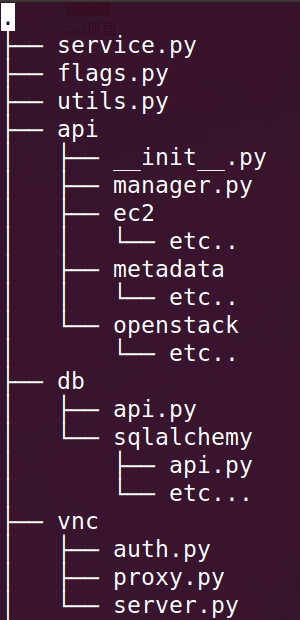 .
├── service.py
├── flags.py
├── utils.py
├── api
│   ├── __init__.py
│   ├── manager.py
│   ├── ec2
│   │   └── etc..
│   ├── metadata
│   │   └── etc..
│   └── openstack
│       └── etc..
├── db
│   ├── api.py
│   └── sqlalchemy
│       ├── api.py
│       └── etc...
├── vnc
│   ├── auth.py
│   ├── proxy.py
│   └── server.py